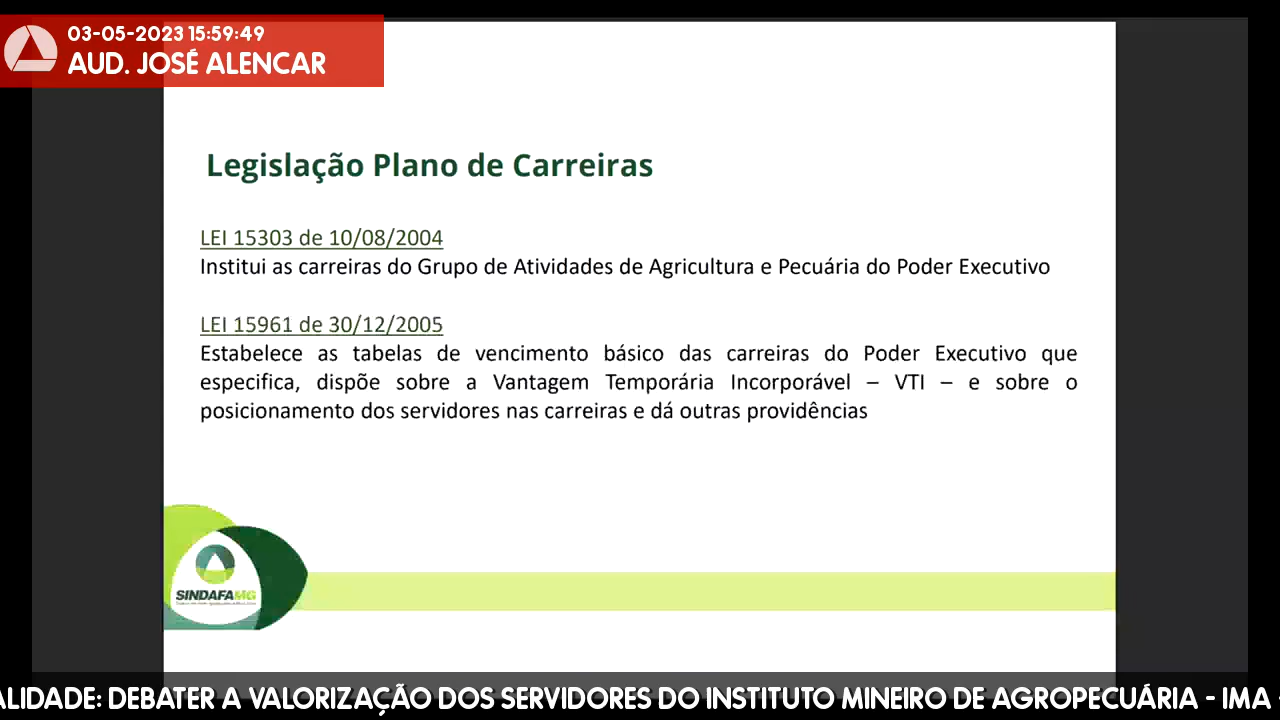 03-05-2023 15:59:49
AUD. JOSÉ ALENCAR
Legislação Plano de Carreiras
LEI 15303 de 10/08/2004
Institui as carreiras do Grupo de Atividades de Agricultura e Pecuária do Poder Executivo
LEI 15961 de 30/12/2005
Estabelece as tabelas de vencimento básico das carreiras do Poder Executivo que
especifica, dispõe sobre a Vantagem Temporária Incorporável – VTI – e sobre o
posicionamento dos servidores nas carreiras e dá outras providências
SINDAFAMG
ALIDADE: DEBATER A VALORIZAÇÃO DOS SERVIDORES DO INSTITUTO MINEIRO DE AGROPECUÁRIA - IMA -